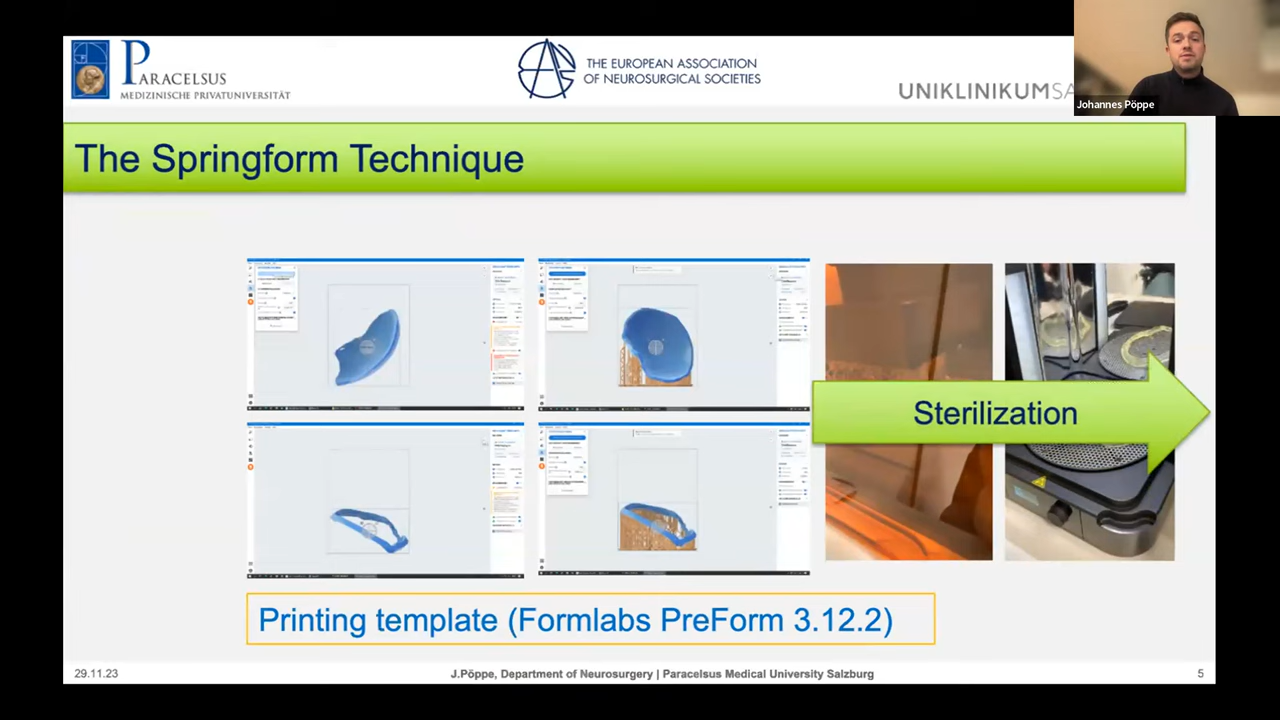 PARACELSUS
MEDIZINISCHE PRIVATUNIVERSITÄT
THE EUROPEAN ASSOCIATION
OF NEUROSURGICAL SOCIETIES
UNIKLINIKUMSA
Johannes Pöppe
The Springform Technique
Sterilization
Printing template (Formlabs PreForm 3.12.2)
29.11.23
J.Pöppe, Department of Neurosurgery | Paracelsus Medical University Salzburg
5